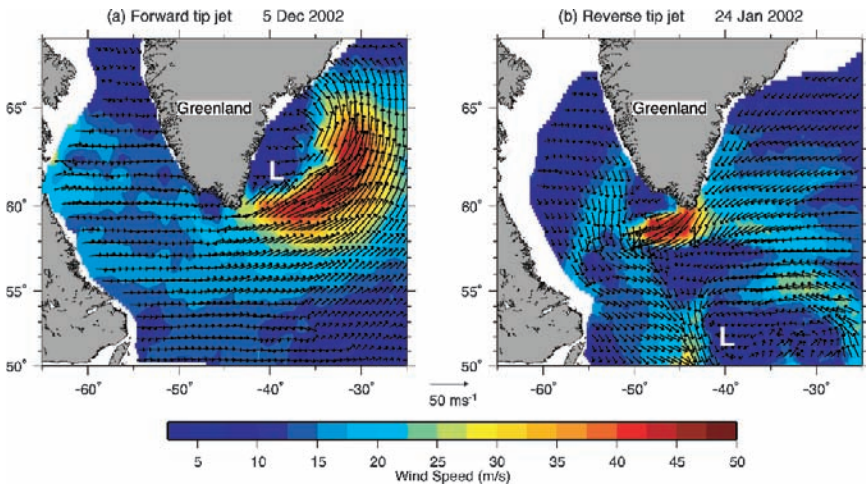 (a) Forward tip jet 5 Dec 2002
(b) Reverse tip jet 24 Jan 2002
65°
60°
55°
50°
Greenland
L
−60° −50° −40° −30°
65°
60°
55°
50°
Greenland
L
−60° −50° −40° −30°
50 ms⁻¹
5 10 15 20 25 30 35 40 45 50
Wind Speed (m/s)